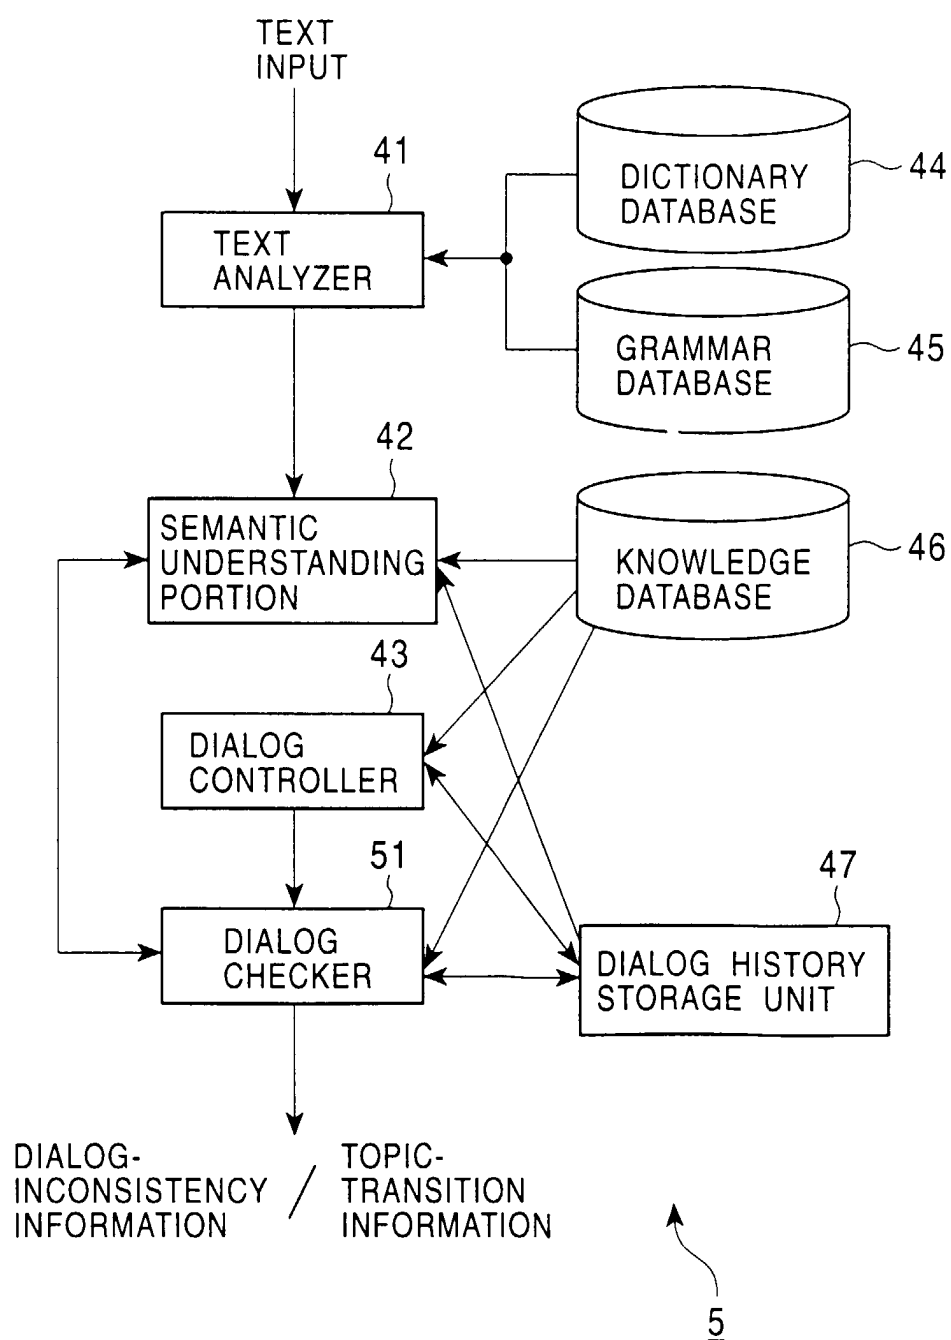 TEXT
INPUT
41
TEXT
ANALYZER
DICTIONARY
DATABASE
44
GRAMMAR
DATABASE
45
42
SEMANTIC
UNDERSTANDING
PORTION
KNOWLEDGE
DATABASE
46
43
DIALOG
CONTROLLER
51
DIALOG
CHECKER
47
DIALOG HISTORY
STORAGE UNIT
DIALOG-
INCONSISTENCY
INFORMATION
/
TOPIC-
TRANSITION
INFORMATION
5